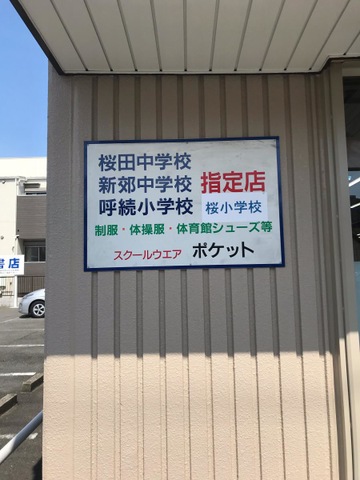 桜田中学校
新郊中学校 指定店
呼続小学校 桜小学校
制服・体操服・体育館シューズ等
スクールウエア ポケット
書店